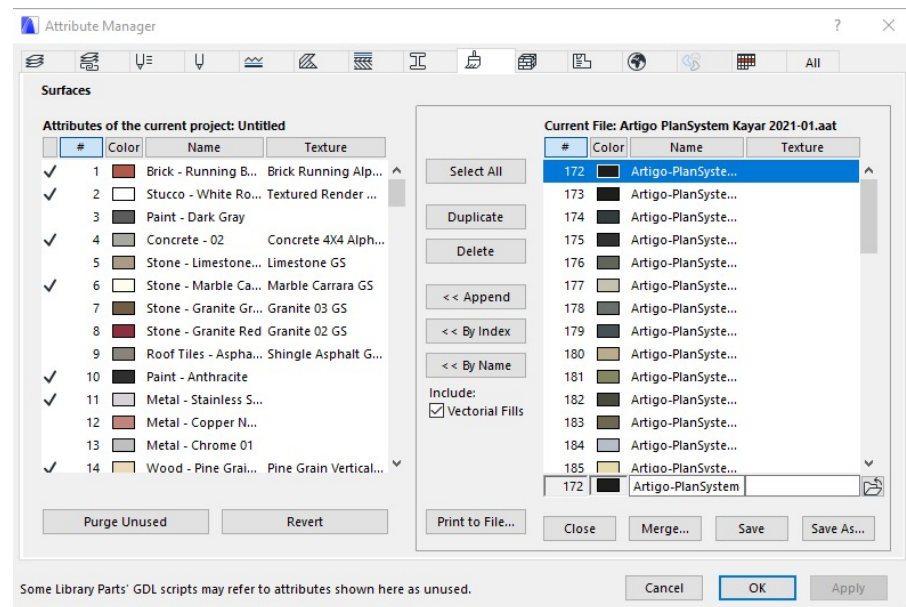 Attribute Manager ? ×
All
Surfaces
Attributes of the current project: Untitled
# Color Name Texture
1 Brick - Running B... Brick Running Alp...
2 Stucco - White Ro... Textured Render ...
3 Paint - Dark Gray
4 Concrete - 02 Concrete 4X4 Alph...
5 Stone - Limestone... Limestone GS
6 Stone - Marble Ca... Marble Carrara GS
7 Stone - Granite Gr... Granite 03 GS
8 Stone - Granite Red Granite 02 GS
9 Roof Tiles - Aspha... Shingle Asphalt G...
10 Paint - Anthracite
11 Metal - Stainless S...
12 Metal - Copper N...
13 Metal - Chrome 01
14 Wood - Pine Grai... Pine Grain Vertical...
Purge Unused Revert
Select All
Duplicate
Delete
<< Append
<< By Index
<< By Name
Include:
Vectorial Fills
Print to File...
Current File: Artigo PlanSystem Kayar 2021-01.aat
# Color Name Texture
172 Artigo-PlanSyste...
173 Artigo-PlanSyste...
174 Artigo-PlanSyste...
175 Artigo-PlanSyste...
176 Artigo-PlanSyste...
177 Artigo-PlanSyste...
178 Artigo-PlanSyste...
179 Artigo-PlanSyste...
180 Artigo-PlanSyste...
181 Artigo-PlanSyste...
182 Artigo-PlanSyste...
183 Artigo-PlanSyste...
184 Artigo-PlanSyste...
185 Artigo-PlanSyste...
172 Artigo-PlanSystem
Close Merge... Save Save As...
Some Library Parts' GDL scripts may refer to attributes shown here as unused.
Cancel OK Apply